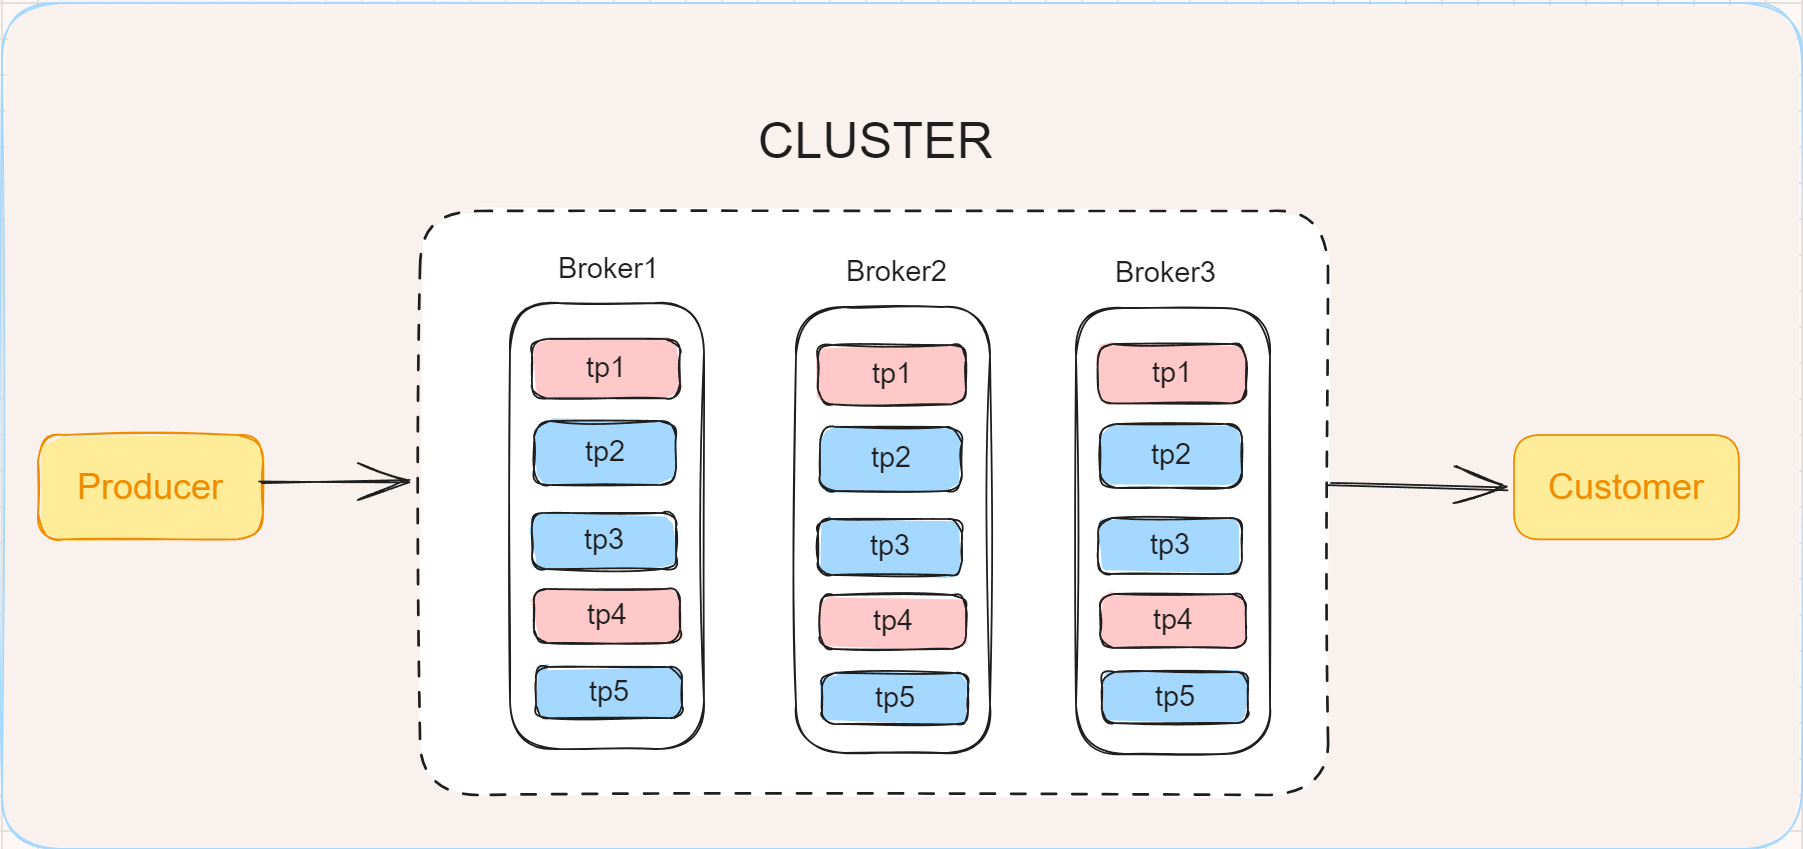 CLUSTER
Broker1
Broker2
Broker3
tp1
tp1
tp1
tp2
tp2
tp2
Producer
Customer
tp3
tp3
tp3
tp4
tp4
tp4
tp5
tp5
tp5